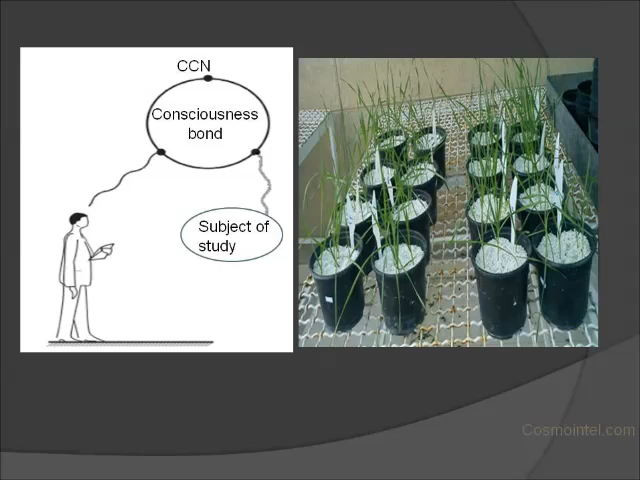 CCN
Consciousness
bond
Subject of
study
Cosmointel.com